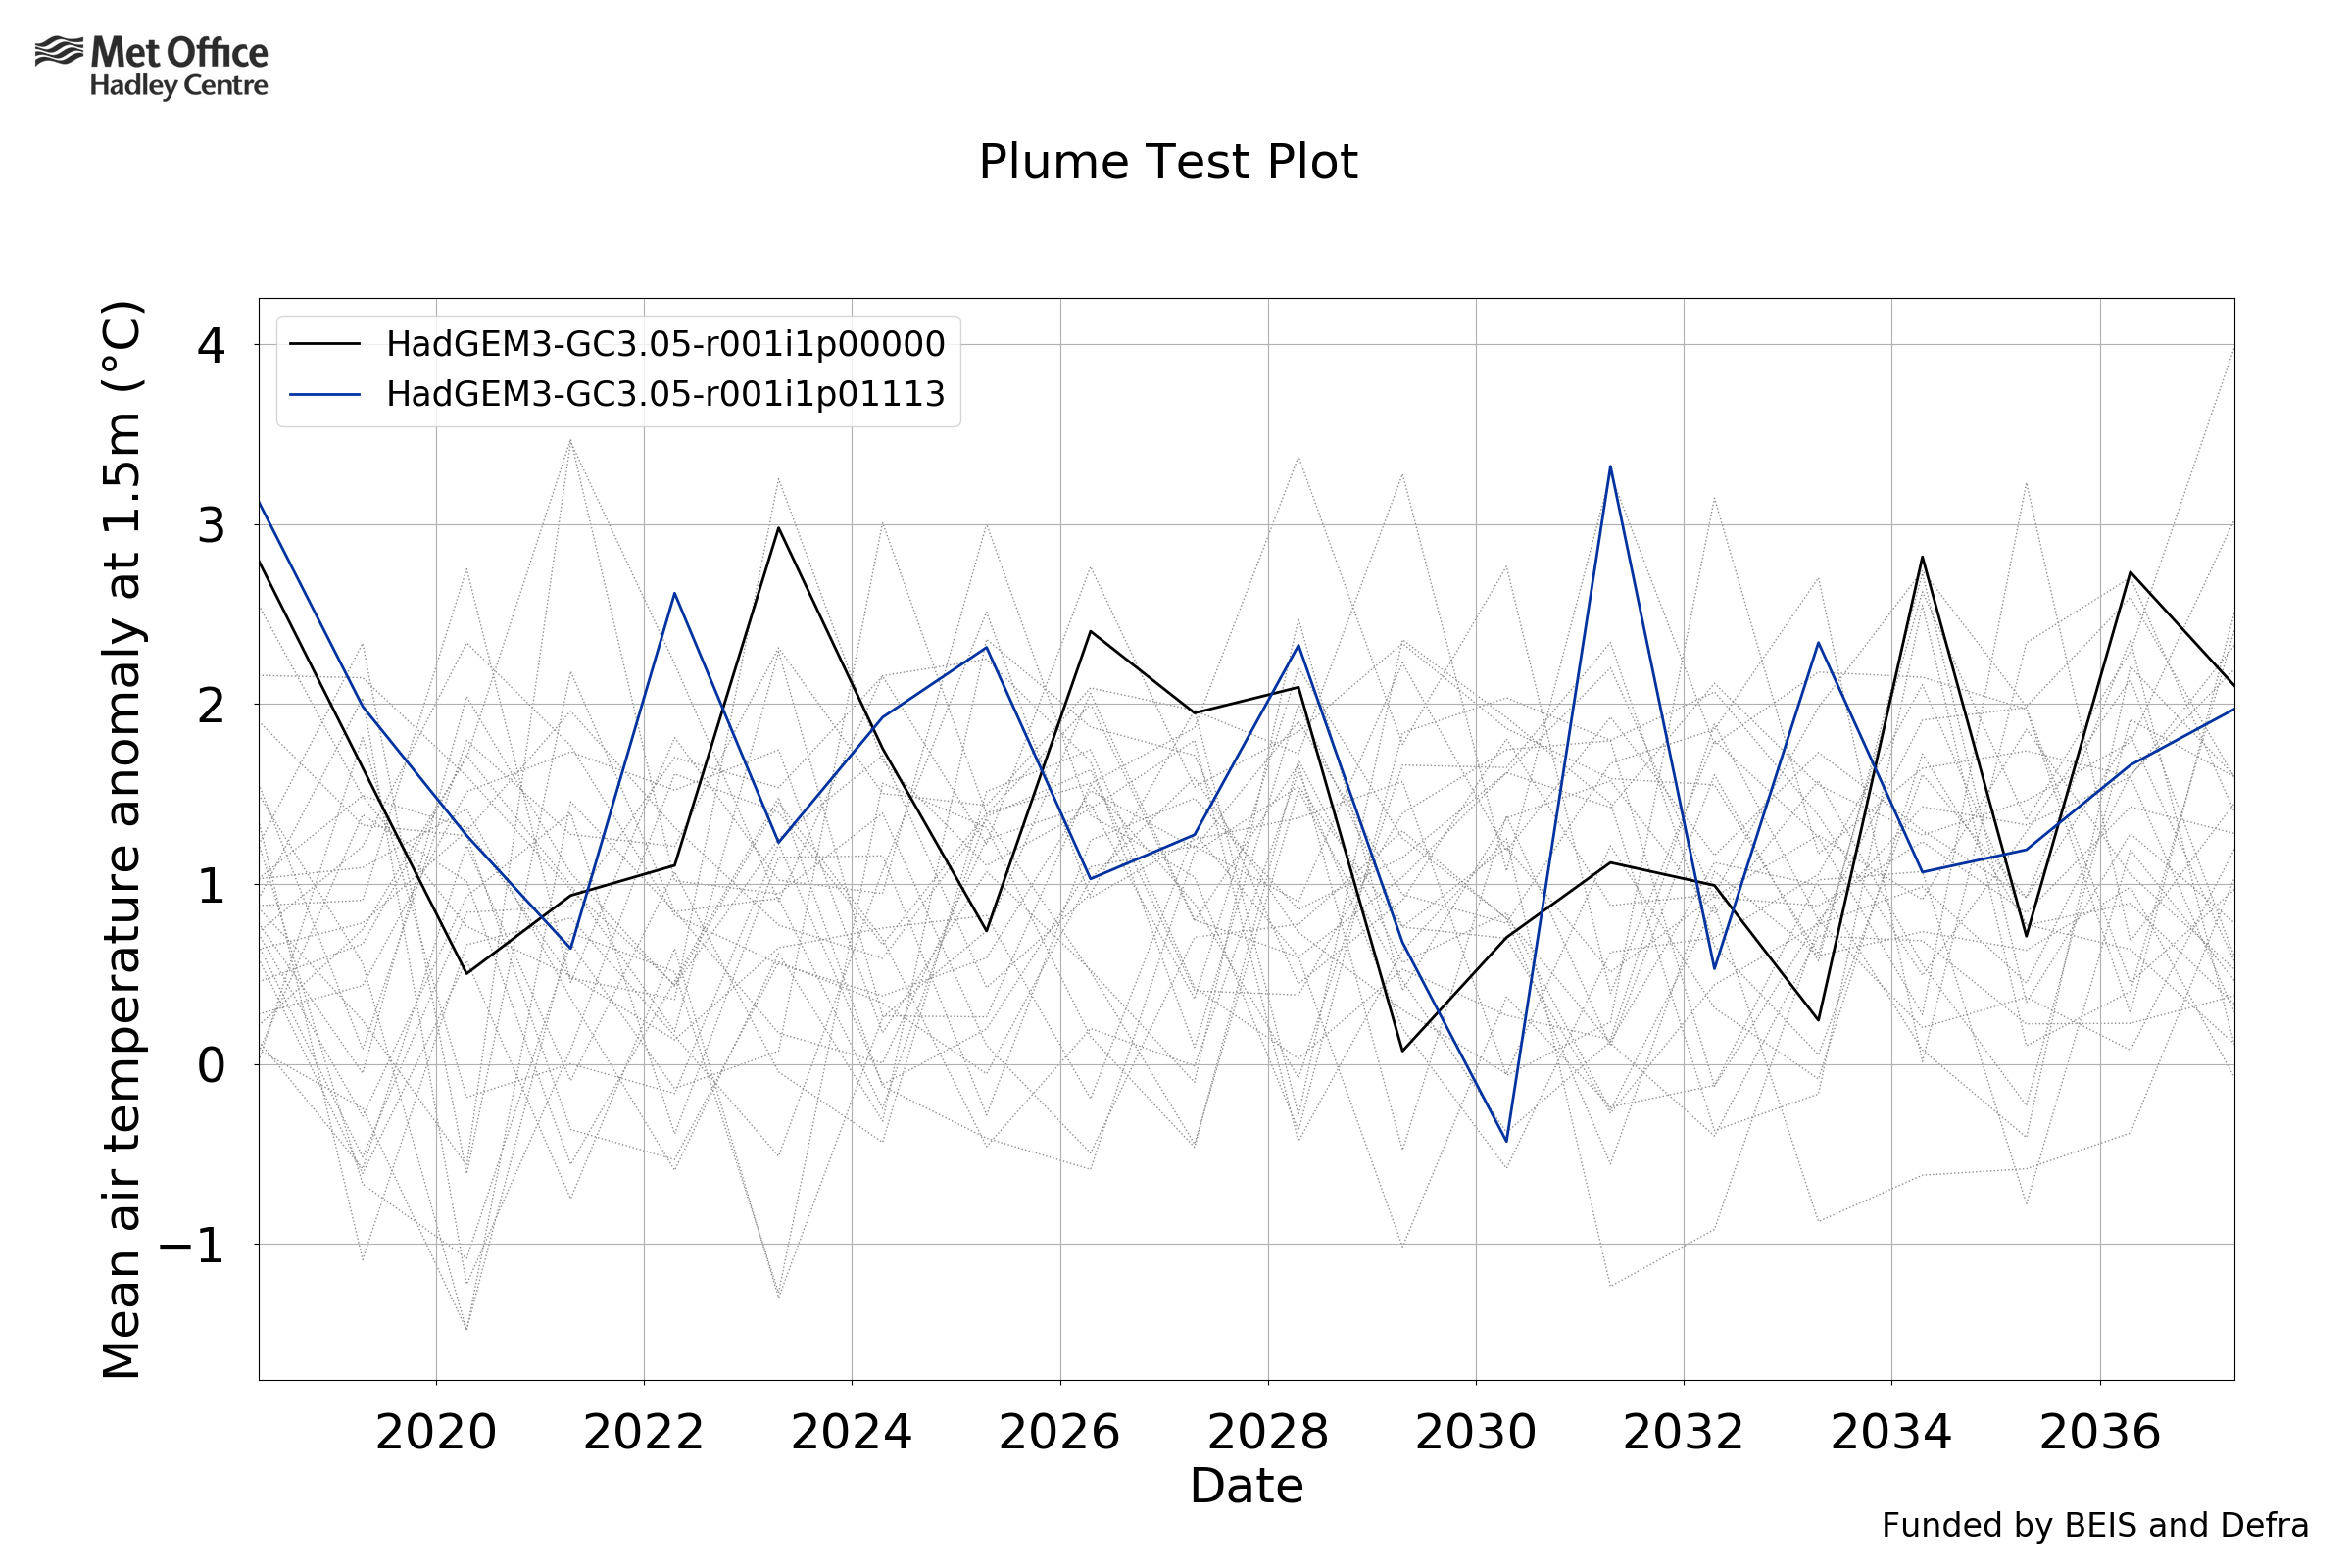 Met Office
Hadley Centre
Plume Test Plot
Mean air temperature anomaly at 1.5m (°C)
4
3
2
1
0
−1
HadGEM3-GC3.05-r001i1p00000
HadGEM3-GC3.05-r001i1p01113
2020 2022 2024 2026 2028 2030 2032 2034 2036
Date
Funded by BEIS and Defra